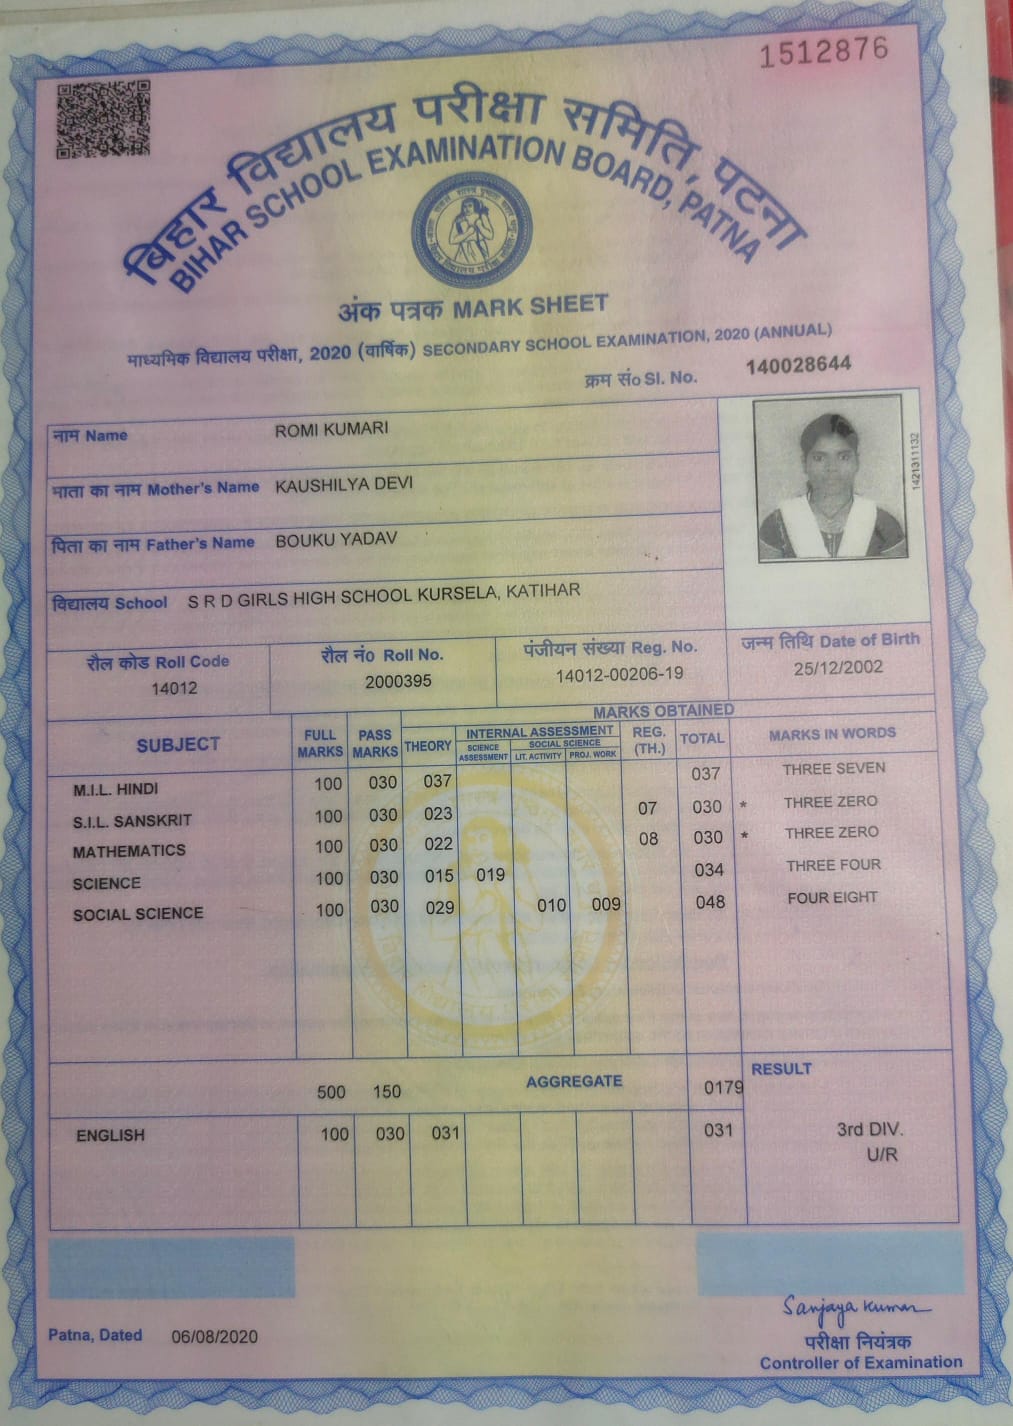 1512876
बिहार विद्यालय परीक्षा समिति, पटना
BIHAR SCHOOL EXAMINATION BOARD, PATNA
अंक पत्रक MARK SHEET
माध्यमिक विद्यालय परीक्षा, 2020 (वार्षिक) SECONDARY SCHOOL EXAMINATION, 2020 (ANNUAL)
क्रम सं० Sl. No. 140028644
नाम Name ROMI KUMARI
1421311132
माता का नाम Mother's Name KAUSHILYA DEVI
पिता का नाम Father's Name BOUKU YADAV
विद्यालय School S R D GIRLS HIGH SCHOOL KURSELA, KATIHAR
रौल कोड Roll Code रौल नं0 Roll No. पंजीयन संख्या Reg. No. जन्म तिथि Date of Birth
14012 2000395 14012-00206-19 25/12/2002
MARKS OBTAINED
SUBJECT FULL MARKS PASS MARKS THEORY INTERNAL ASSESSMENT REG. (TH.) TOTAL MARKS IN WORDS
SCIENCE ASSESSMENT SOCIAL SCIENCE
LIT. ACTIVITY PROJ. WORK
M.I.L. HINDI 100 030 037 037 THREE SEVEN
S.I.L. SANSKRIT 100 030 023 07 030 * THREE ZERO
MATHEMATICS 100 030 022 08 030 * THREE ZERO
SCIENCE 100 030 015 019 034 THREE FOUR
SOCIAL SCIENCE 100 030 029 010 009 048 FOUR EIGHT
500 150 AGGREGATE 0179 RESULT
ENGLISH 100 030 031 031 3rd DIV.
U/R
Sanjaya Kumar
Patna, Dated 06/08/2020 परीक्षा नियंत्रक
Controller of Examination